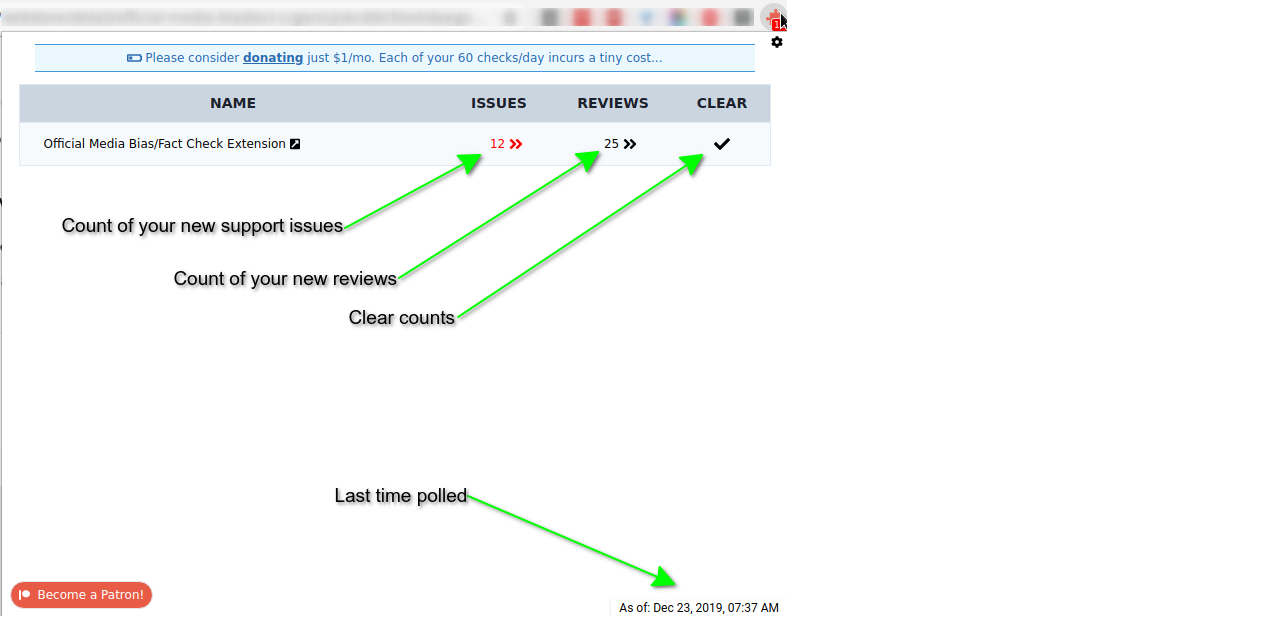 Please consider donating just $1/mo. Each of your 60 checks/day incurs a tiny cost...
NAME ISSUES REVIEWS CLEAR
Official Media Bias/Fact Check Extension 12 25
Count of your new support issues
Count of your new reviews
Clear counts
Last time polled
Become a Patron!
As of: Dec 23, 2019, 07:37 AM